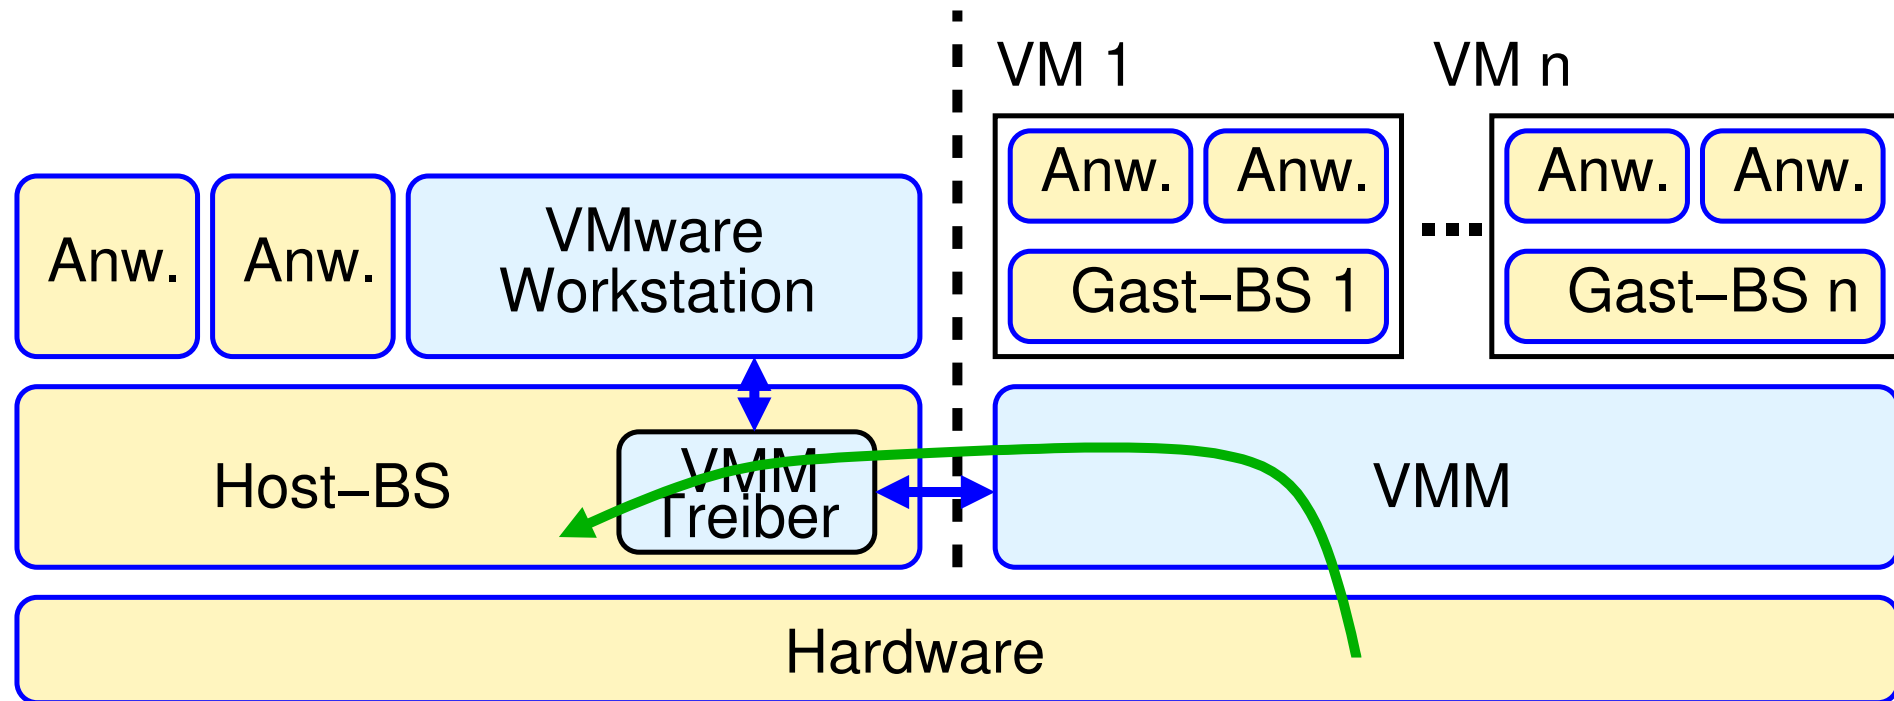 VM 1
VM n
Anw.
Anw.
Anw.
Anw.
Anw.
Anw.
VMware
Workstation
Gast–BS 1
Gast–BS n
Host–BS
VMM
Treiber
VMM
Hardware